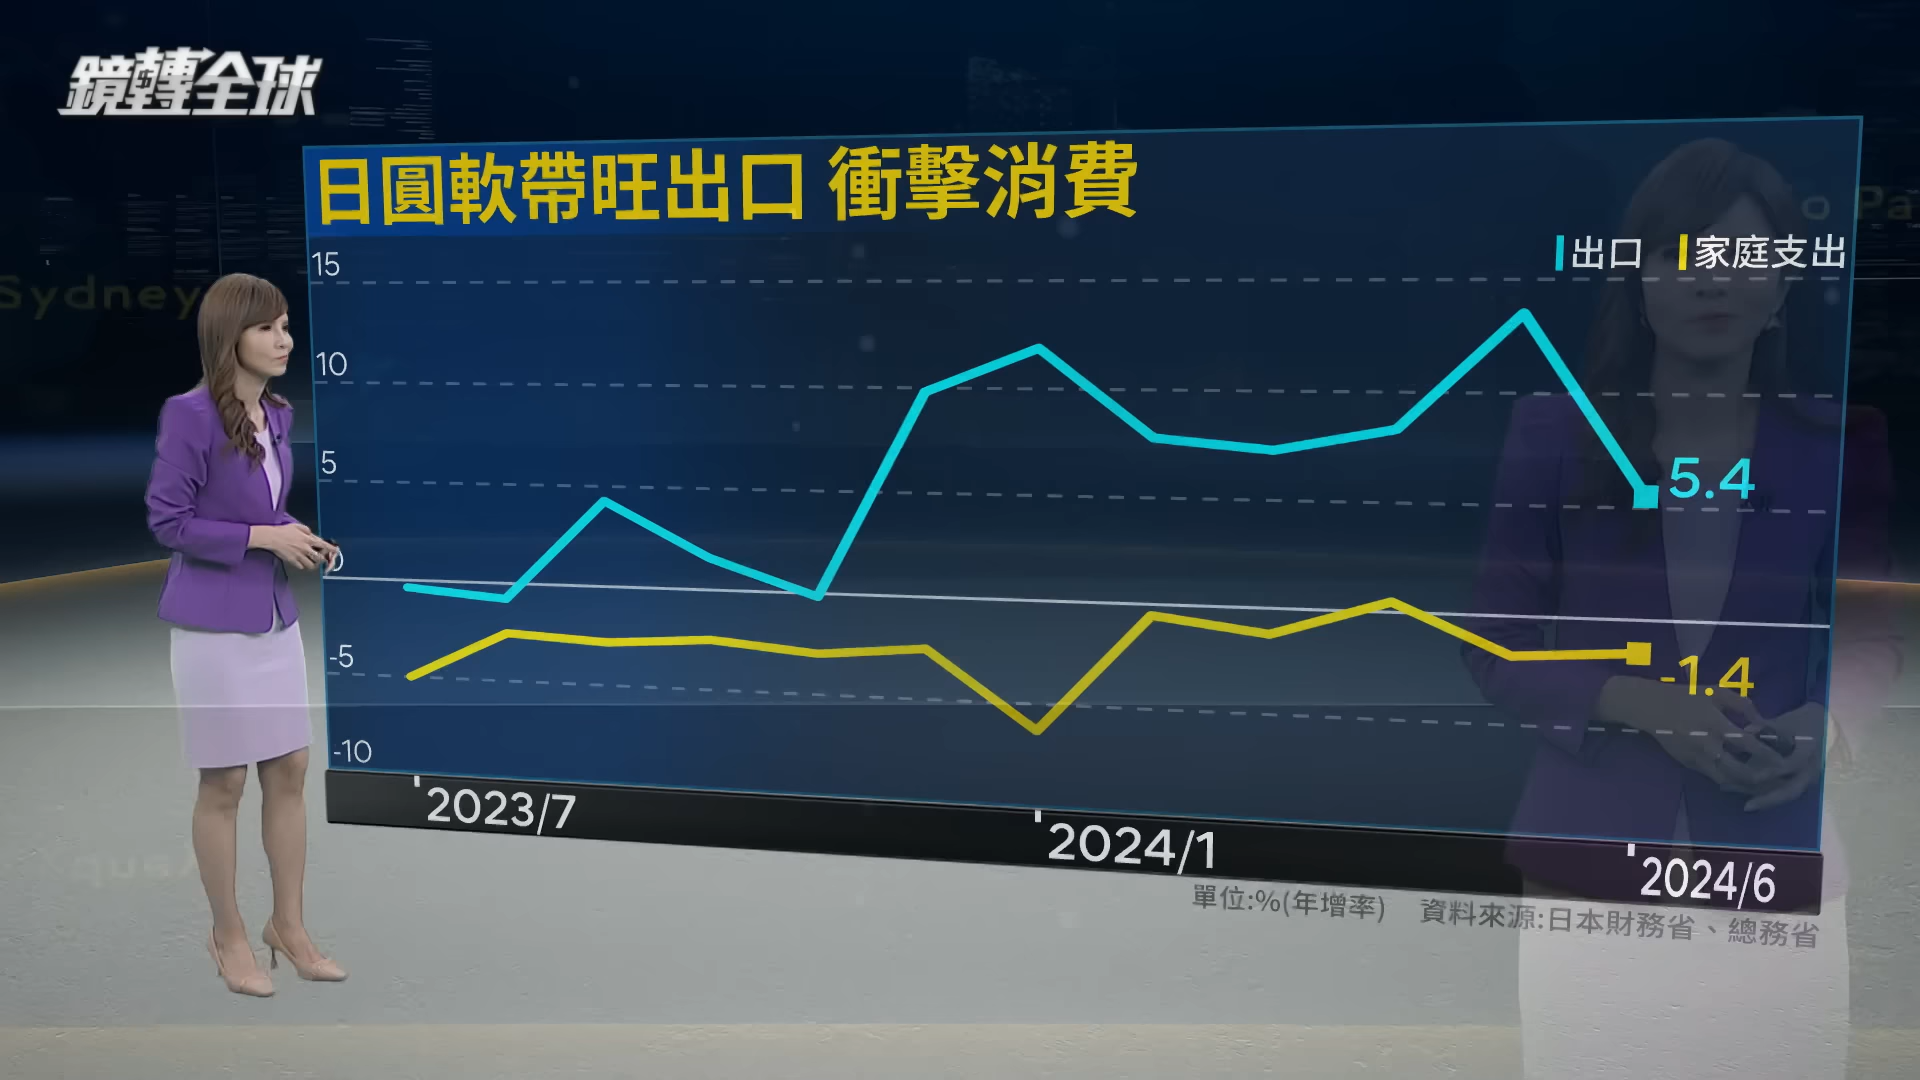 鏡轉全球
日圓軟帶旺出口 衝擊消費
出口 家庭支出
15
10
5
0
-5
-10
5.4
-1.4
2023/7 2024/1 2024/6
單位:%(年增率) 資料來源:日本財務省、總務省
Sydney
o Pa